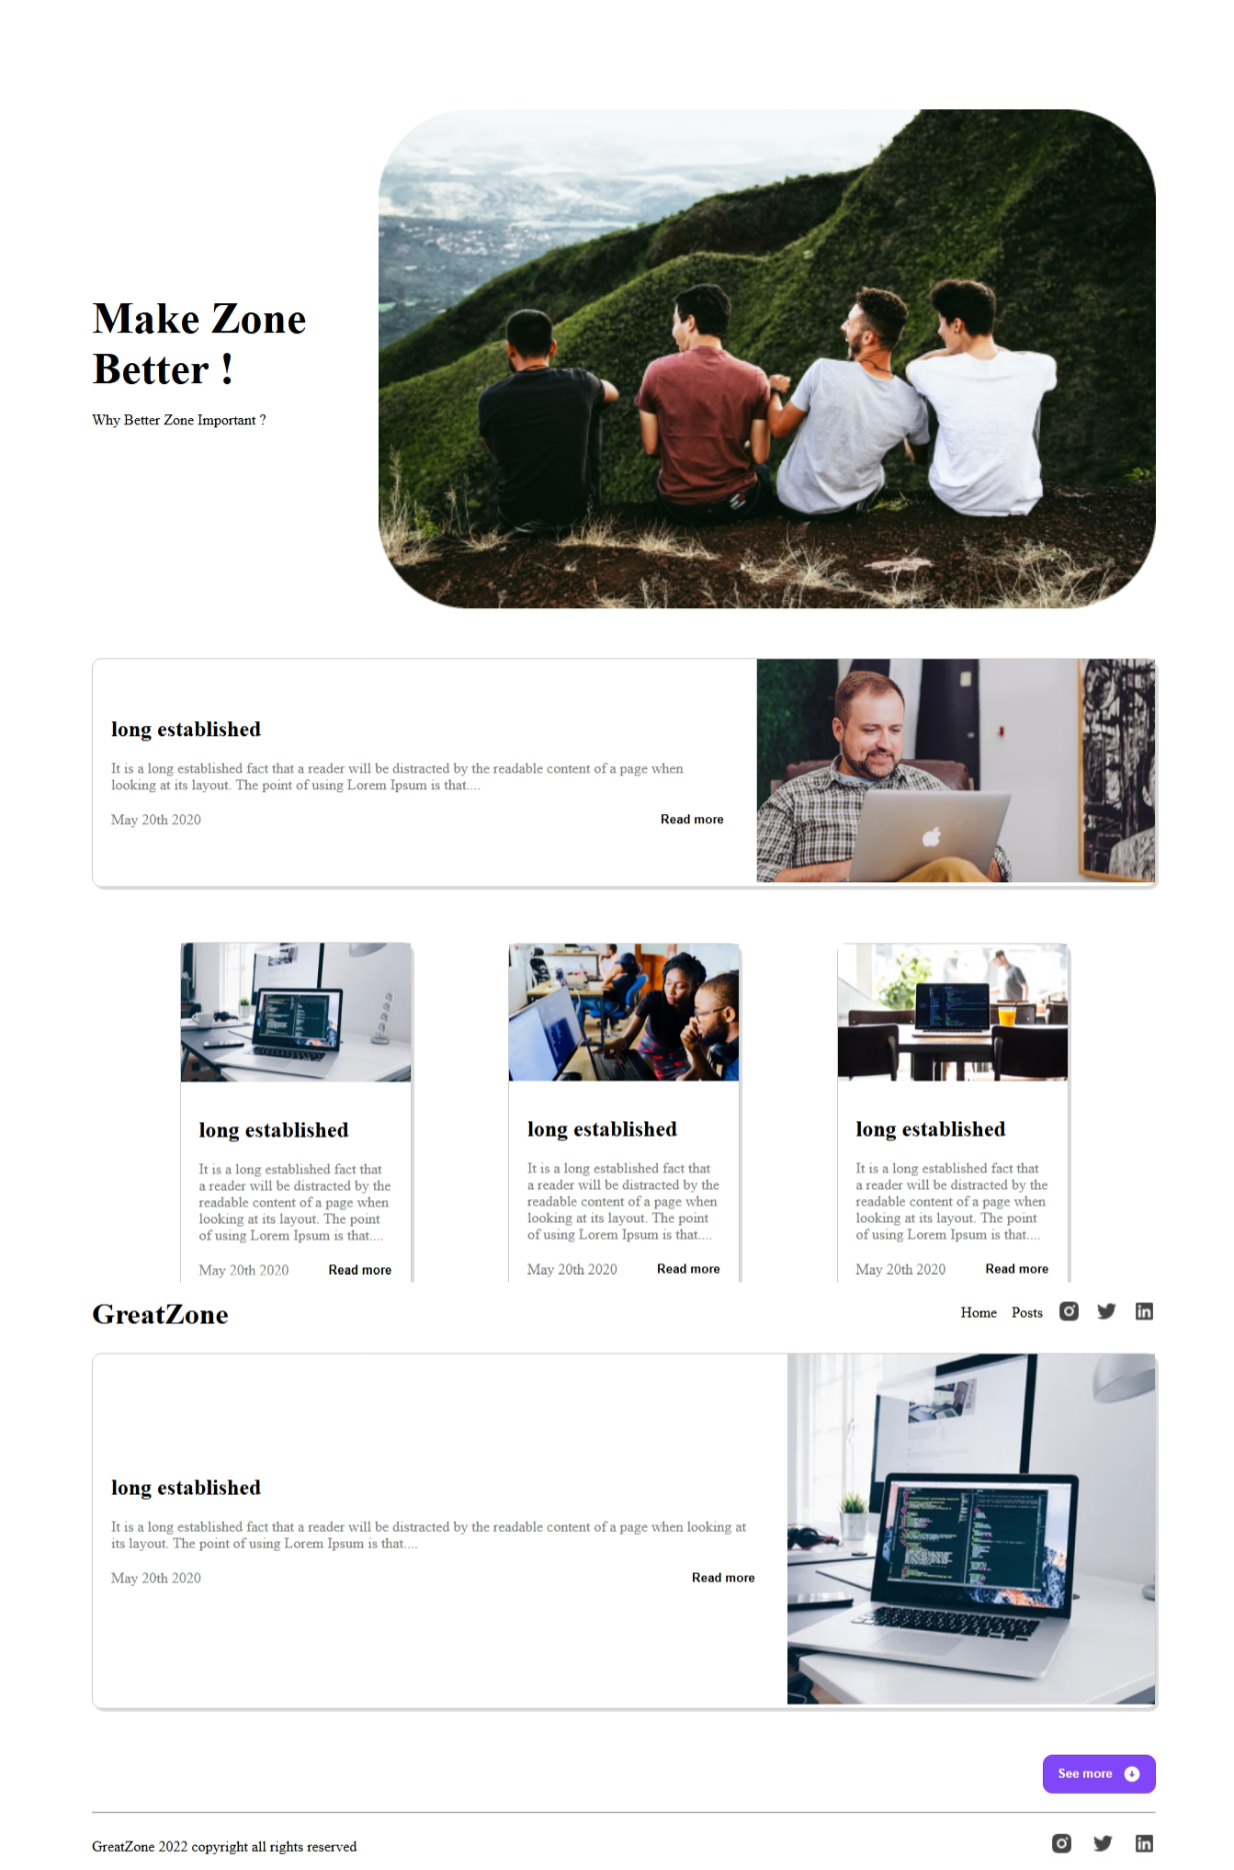 Make Zone
Better !
Why Better Zone Important ?
long established
It is a long established fact that a reader will be distracted by the readable content of a page when
looking at its layout. The point of using Lorem Ipsum is that....
May 20th 2020
Read more
long established
It is a long established fact that
a reader will be distracted by the
readable content of a page when
looking at its layout. The point
of using Lorem Ipsum is that....
May 20th 2020
Read more
long established
It is a long established fact that
a reader will be distracted by the
readable content of a page when
looking at its layout. The point
of using Lorem Ipsum is that....
May 20th 2020
Read more
long established
It is a long established fact that
a reader will be distracted by the
readable content of a page when
looking at its layout. The point
of using Lorem Ipsum is that....
May 20th 2020
Read more
GreatZone
Home
Posts
long established
It is a long established fact that a reader will be distracted by the readable content of a page when looking at
its layout. The point of using Lorem Ipsum is that....
May 20th 2020
Read more
See more
GreatZone 2022 copyright all rights reserved